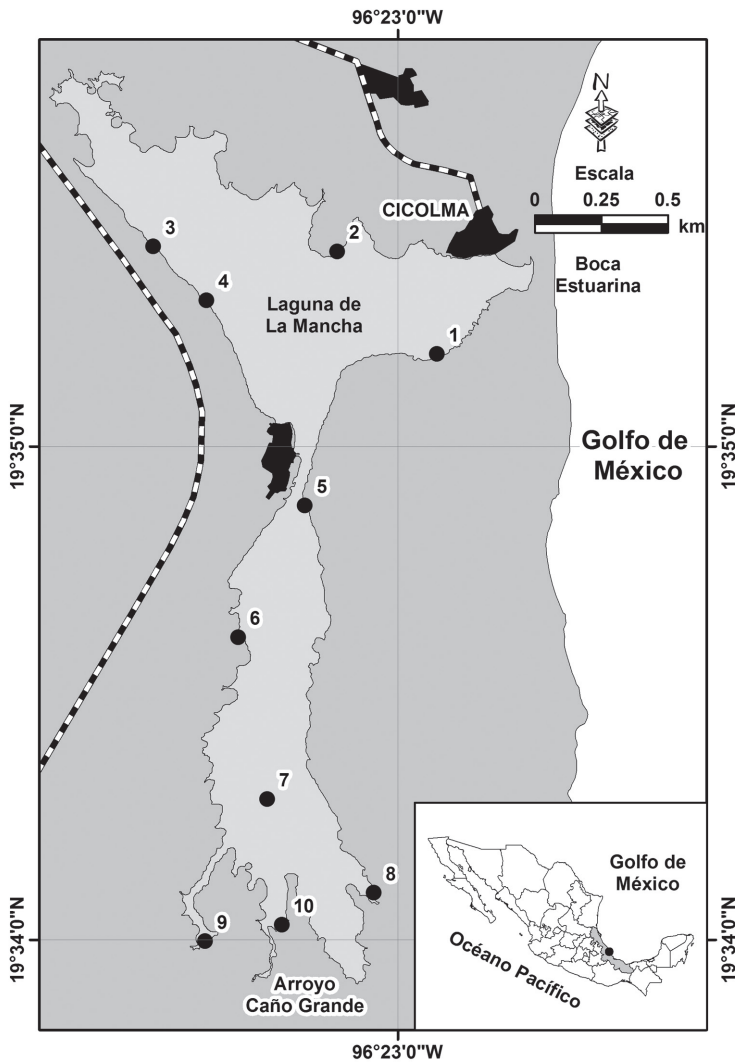 96°23'0"W
N
Escala
0 0.25 0.5
km
CICOLMA
3
2
Boca
Estuarina
4
Laguna de
La Mancha
1
19°35'0"N
19°35'0"N
Golfo de
México
5
6
7
8
9
10
19°34'0"N
19°34'0"N
Arroyo
Caño Grande
Golfo de
México
Océano Pacífico
96°23'0"W